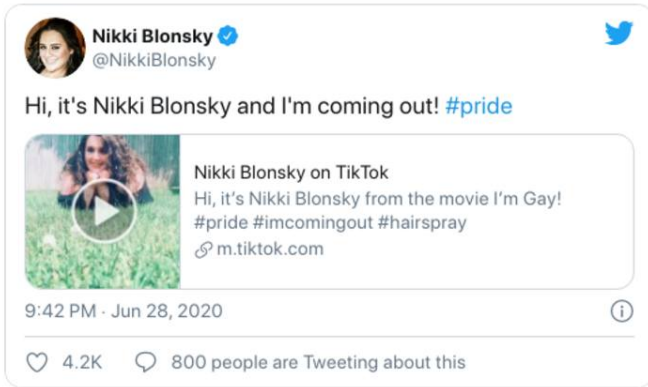 Nikki Blonsky
@NikkiBlonsky
Hi, it's Nikki Blonsky and I'm coming out! #pride
Nikki Blonsky on TikTok
Hi, it's Nikki Blonsky from the movie I'm Gay!
#pride #imcomingout #hairspray
m.tiktok.com
9:42 PM · Jun 28, 2020
4.2K 800 people are Tweeting about this